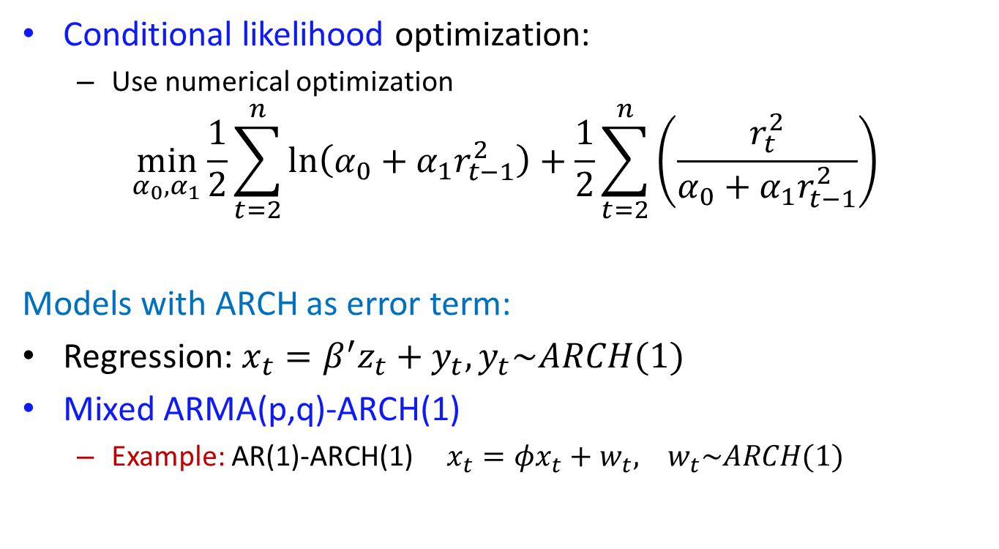 • Conditional likelihood optimization:
– Use numerical optimization
$\min_{\alpha_0,\alpha_1} \frac{1}{2} \sum_{t=2}^{n} \ln(\alpha_0 + \alpha_1 r_{t-1}^2) + \frac{1}{2} \sum_{t=2}^{n} \left( \frac{r_t^2}{\alpha_0 + \alpha_1 r_{t-1}^2} \right)$
Models with ARCH as error term:
• Regression: $x_t = \beta' z_t + y_t, y_t \sim ARCH(1)$
• Mixed ARMA(p,q)-ARCH(1)
– Example: AR(1)-ARCH(1) $x_t = \phi x_t + w_t, \quad w_t \sim ARCH(1)$